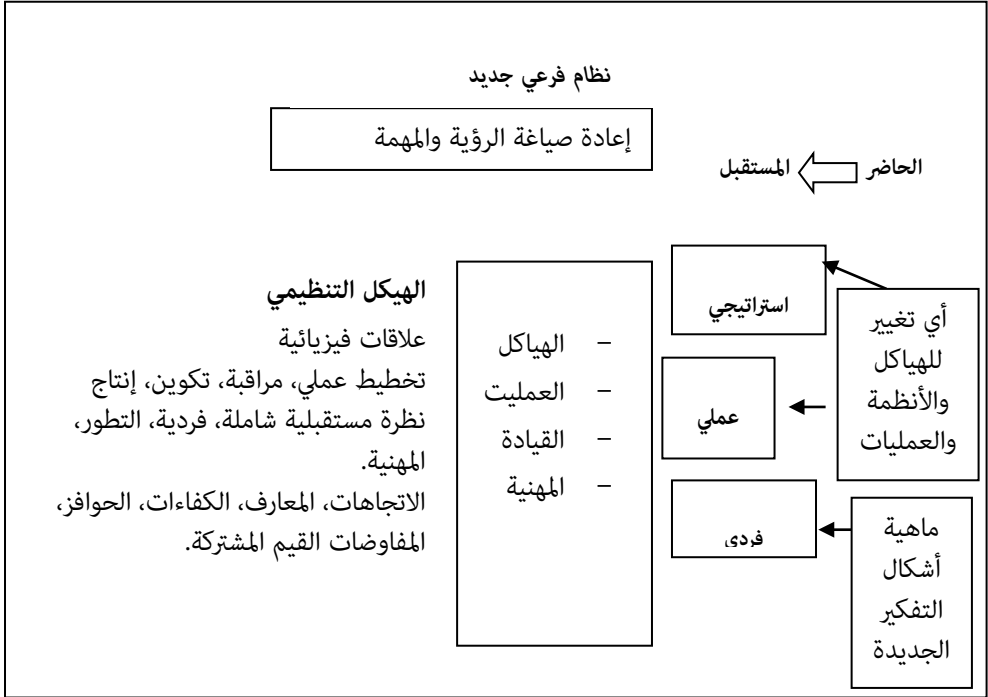 نظام فرعي جديد
إعادة صياغة الرؤية والمهمة
الحاضر المستقبل
استراتيجي
عملي
فردي
أي تغيير
للهياكل
والأنظمة
والعمليات
ماهية
أشكال
التفكير
الجديدة
– الهياكل
– العمليت
– القيادة
– المهنية
الهيكل التنظيمي
علاقات فيزيائية
تخطيط عملي، مراقبة، تكوين، إنتاج
نظرة مستقبلية شاملة، فردية، التطور،
المهنية.
الاتجاهات، المعارف، الكفاءات، الحوافز،
المفاوضات القيم المشتركة.